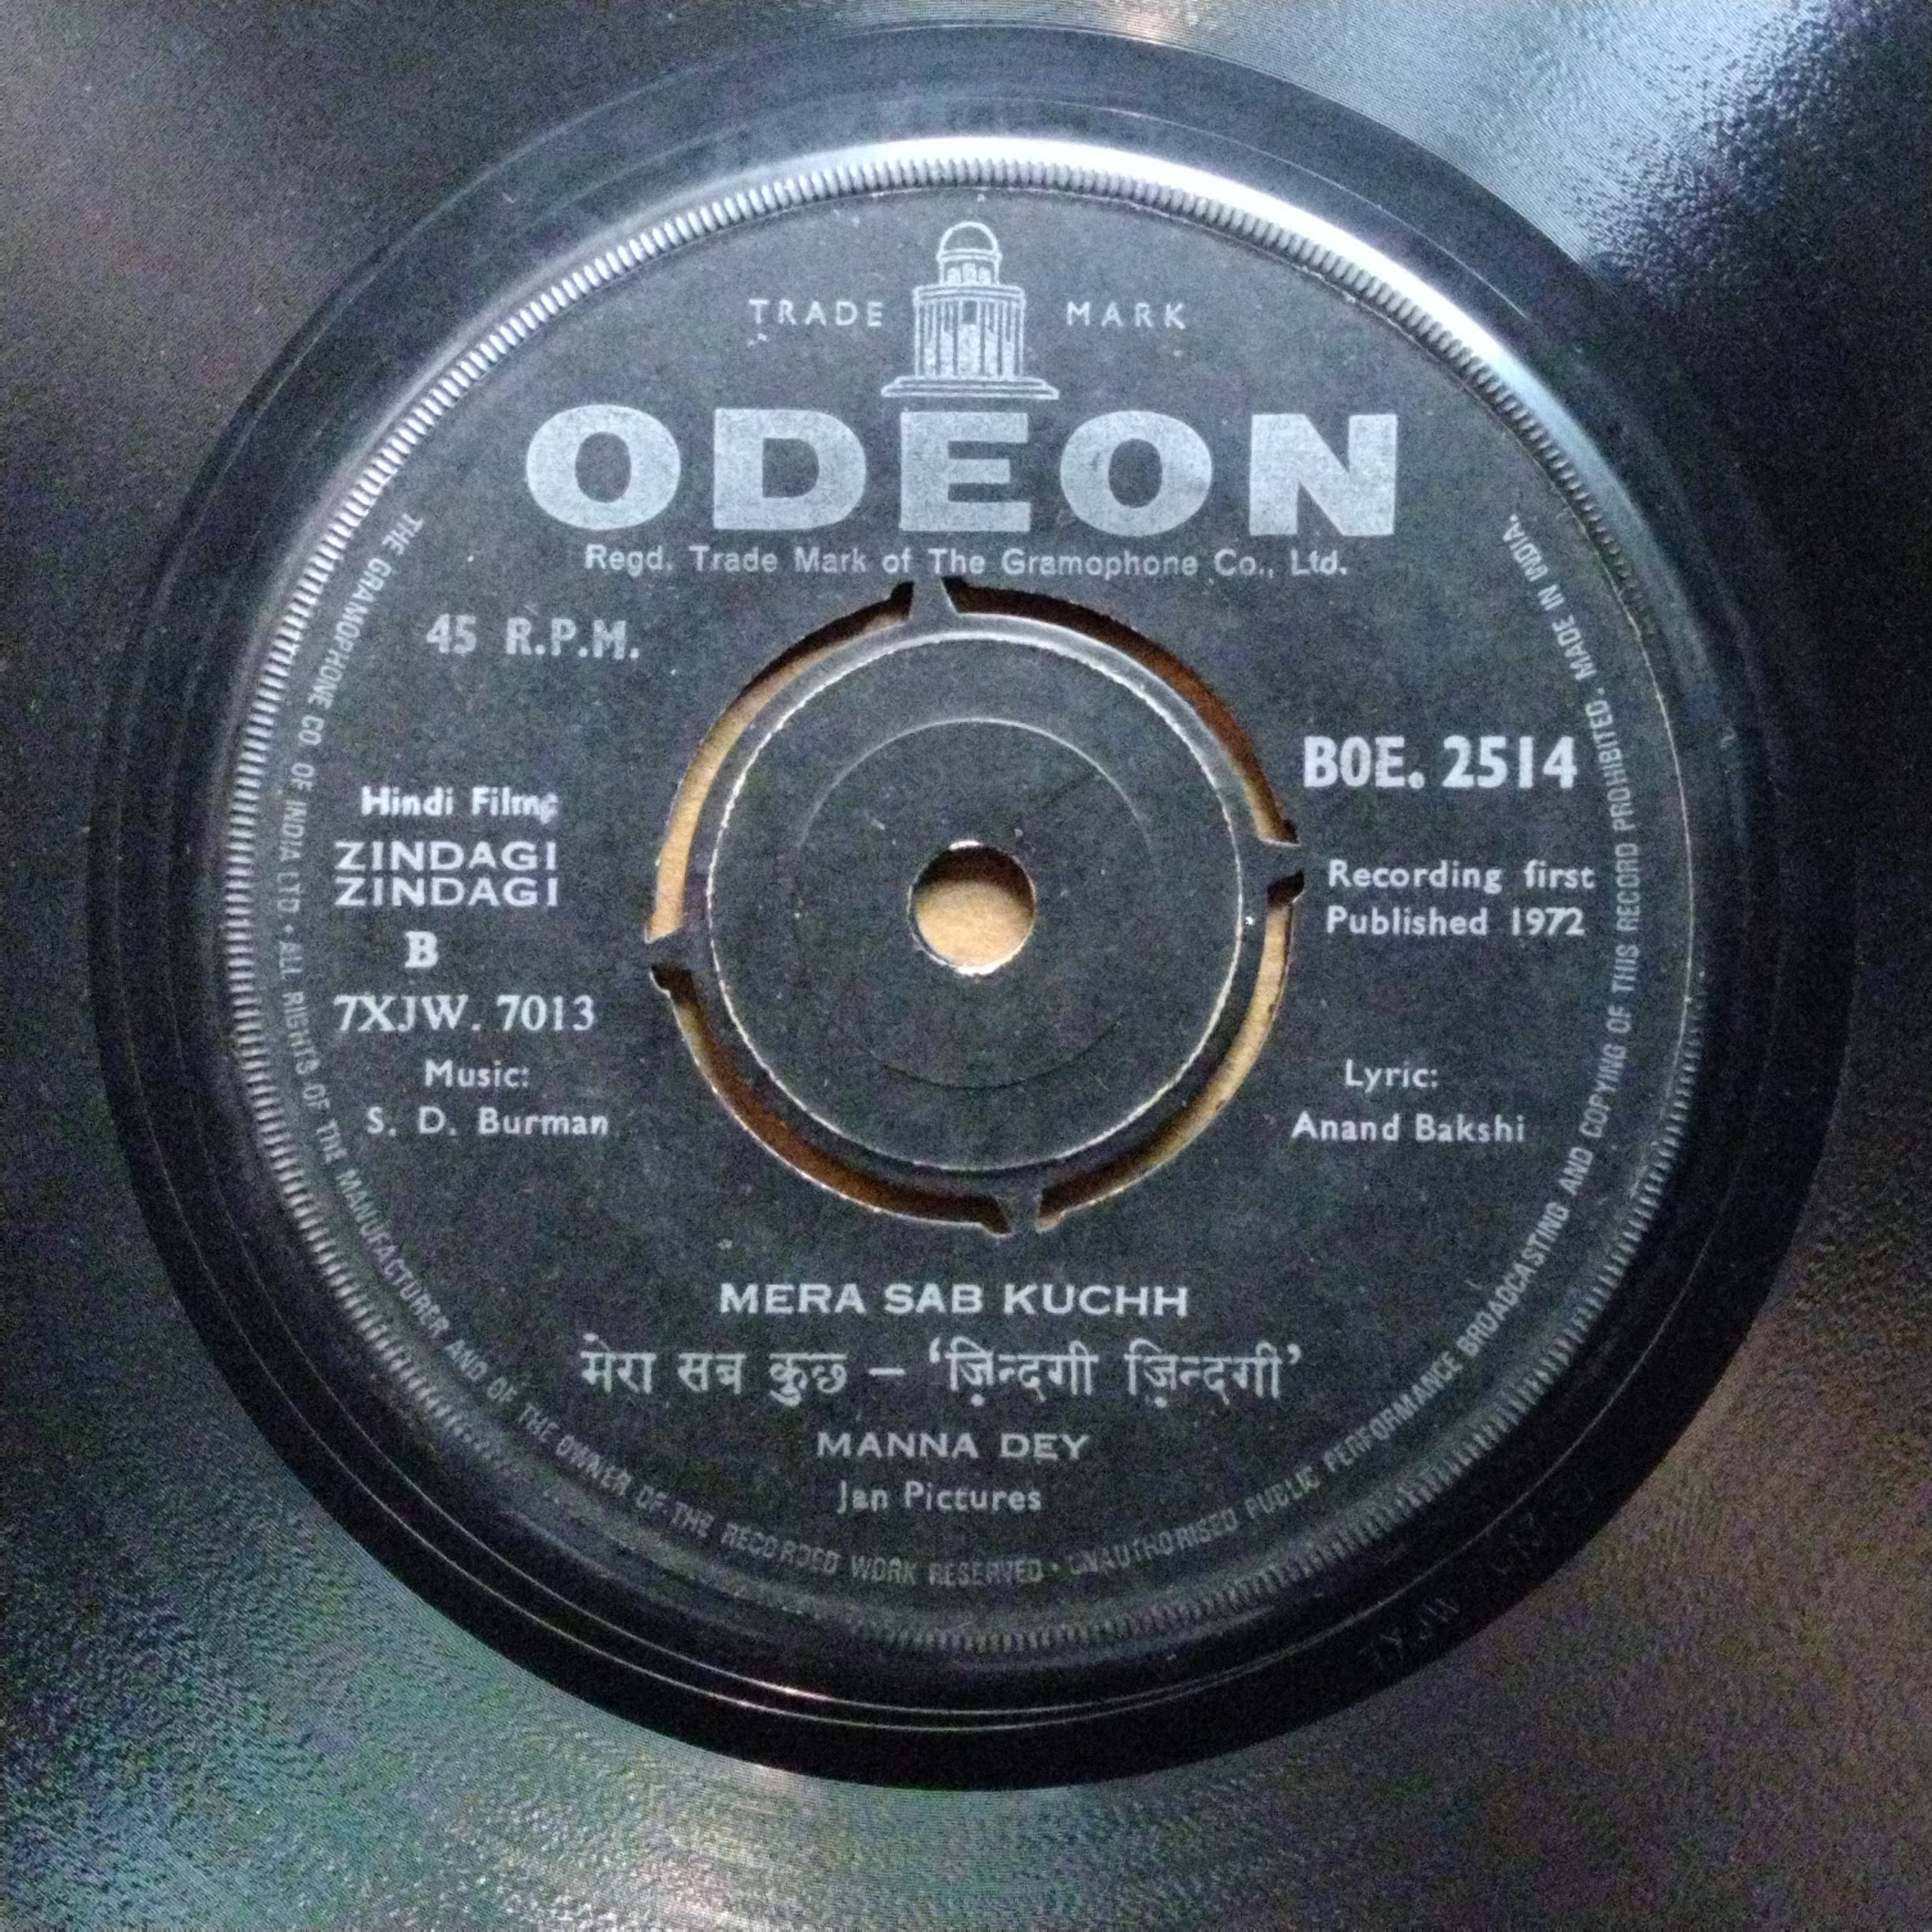 TRADE MARK
ODEON
Regd. Trade Mark of The Gramophone Co., Ltd.
45 R.P.M.
BOE. 2514
Hindi Film:
ZINDAGI
ZINDAGI
B
7XJW. 7013
Music:
S. D. Burman
Recording first
Published 1972
Lyric:
Anand Bakshi
MERA SAB KUCHH
मेरा सब कुछ – ‘ज़िन्दगी ज़िन्दगी’
MANNA DEY
Jan Pictures
THE GRAMOPHONE CO. OF INDIA LTD • ALL RIGHTS OF THE MANUFACTURER AND OF THE OWNER OF THE RECORDED WORK RESERVED • UNAUTHORISED PUBLIC PERFORMANCE BROADCASTING AND COPYING OF THIS RECORD PROHIBITED. MADE IN INDIA.